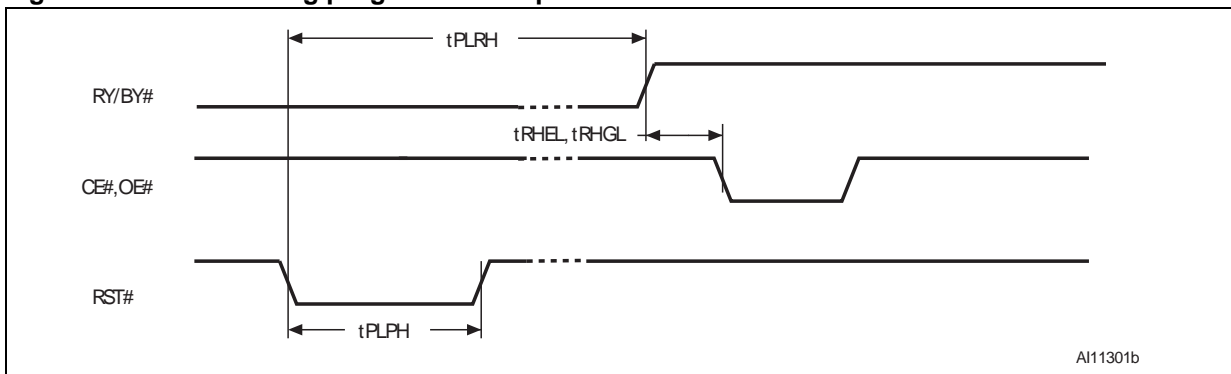 tPLRH
RY/BY#
tRHEL, tRHGL
CE#,OE#
RST#
tPLPH
AI11301b